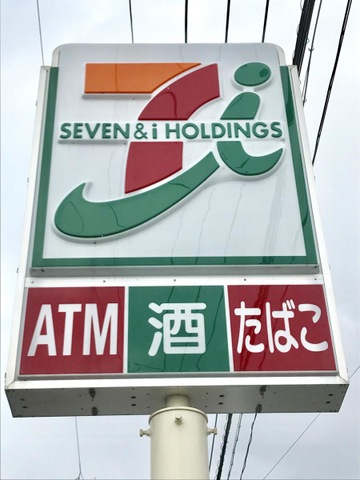 SEVEN & i HOLDINGS
ATM 酒 たばこ